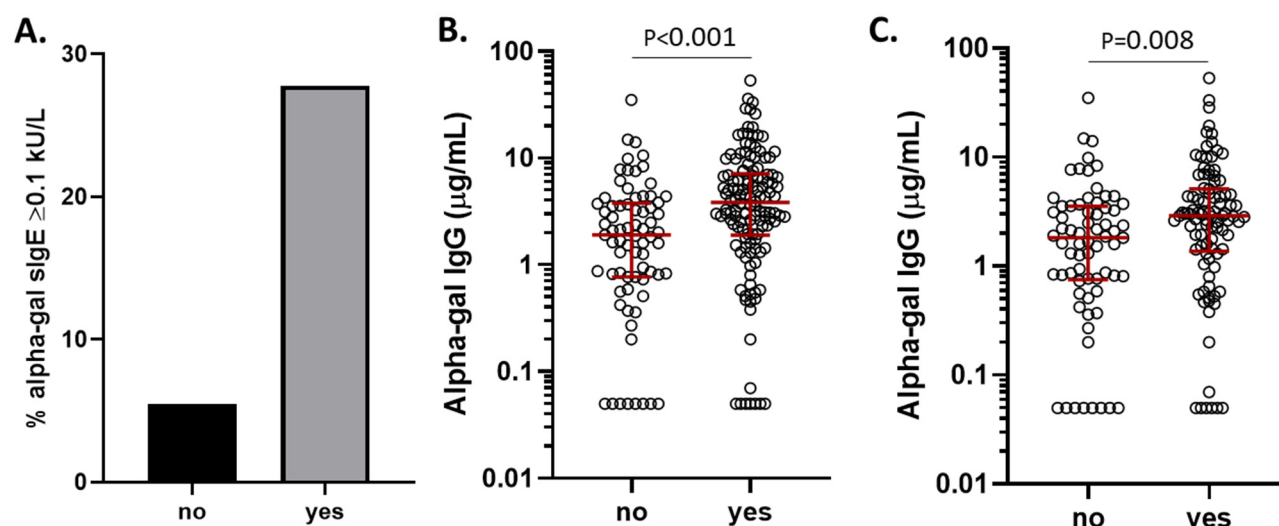 A.
% alpha-gal sIgE ≥0.1 kU/L
30
20
10
0
no yes
B.
P<0.001
Alpha-gal IgG (µg/mL)
100
10
1
0.1
0.01
no yes
C.
P=0.008
Alpha-gal IgG (µg/mL)
100
10
1
0.1
0.01
no yes